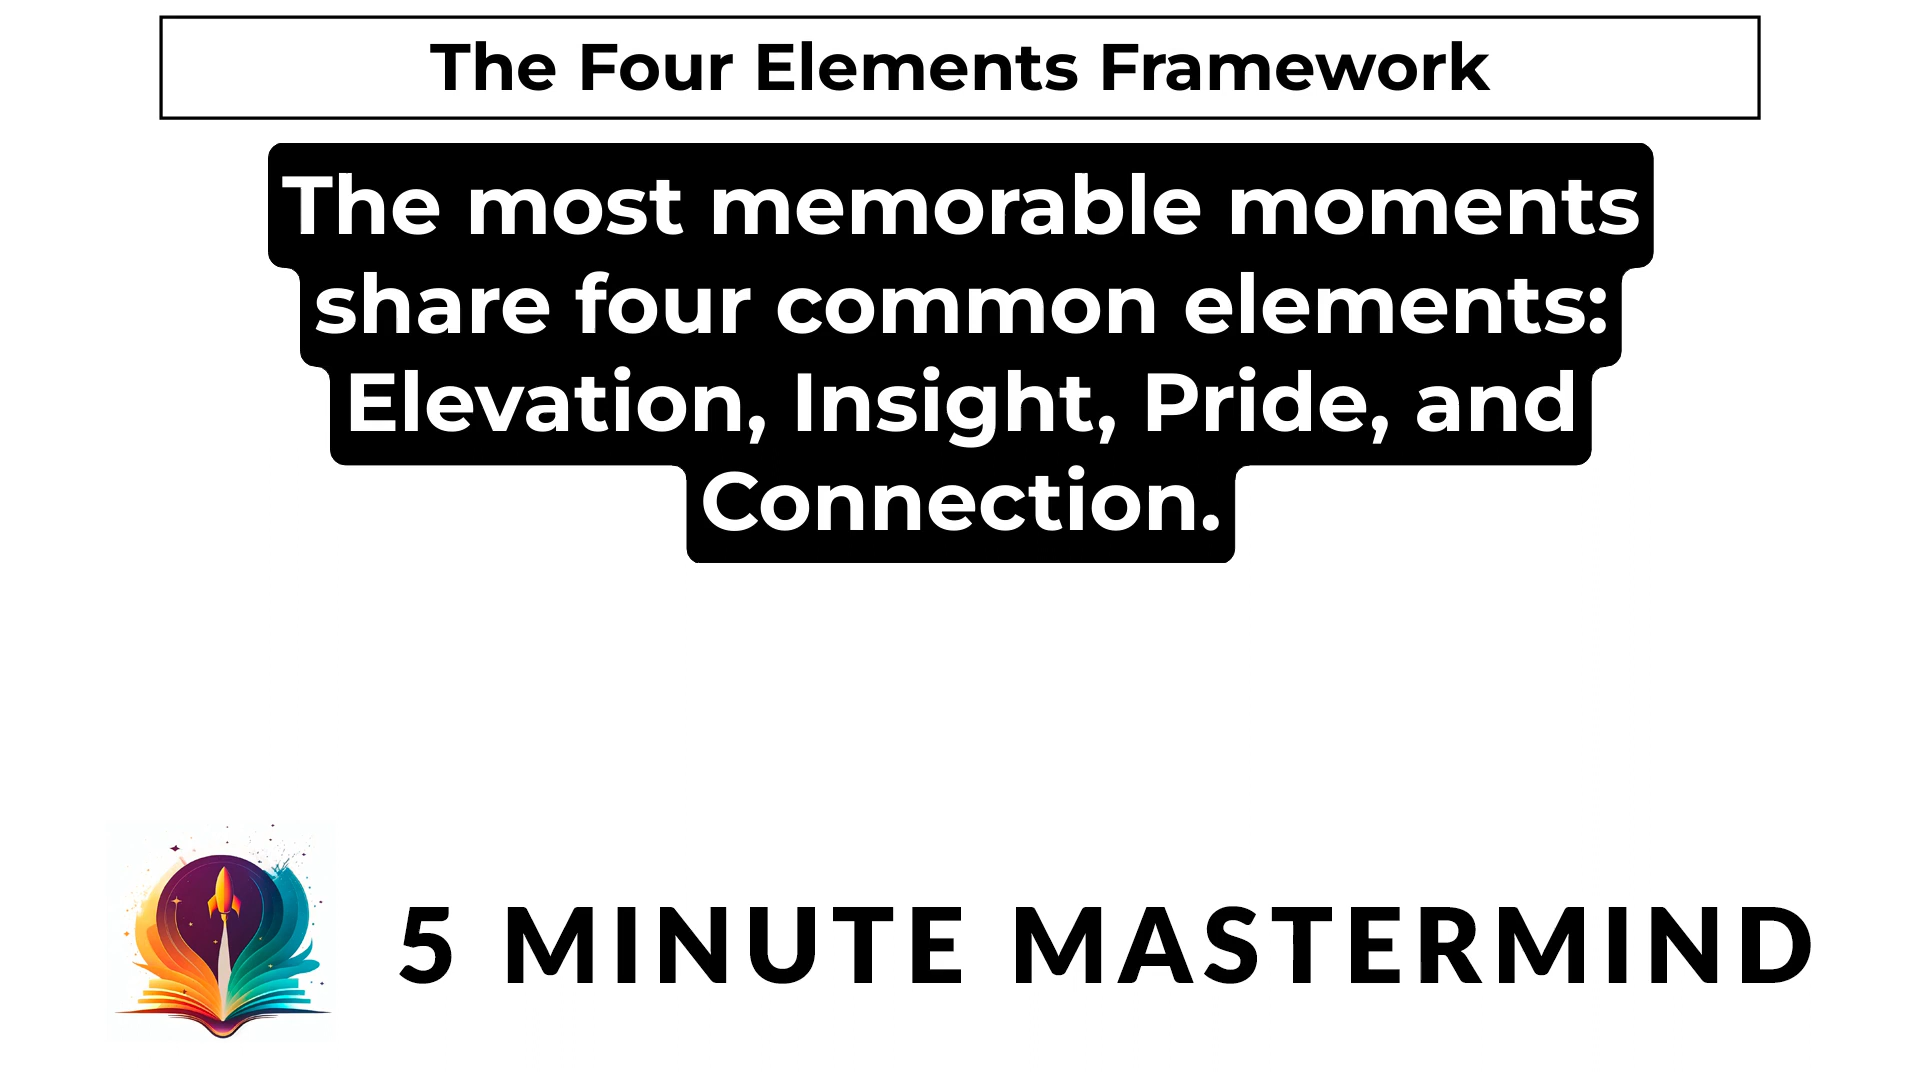 The Four Elements Framework
The most memorable moments
share four common elements:
Elevation, Insight, Pride, and
Connection.
5 MINUTE MASTERMIND